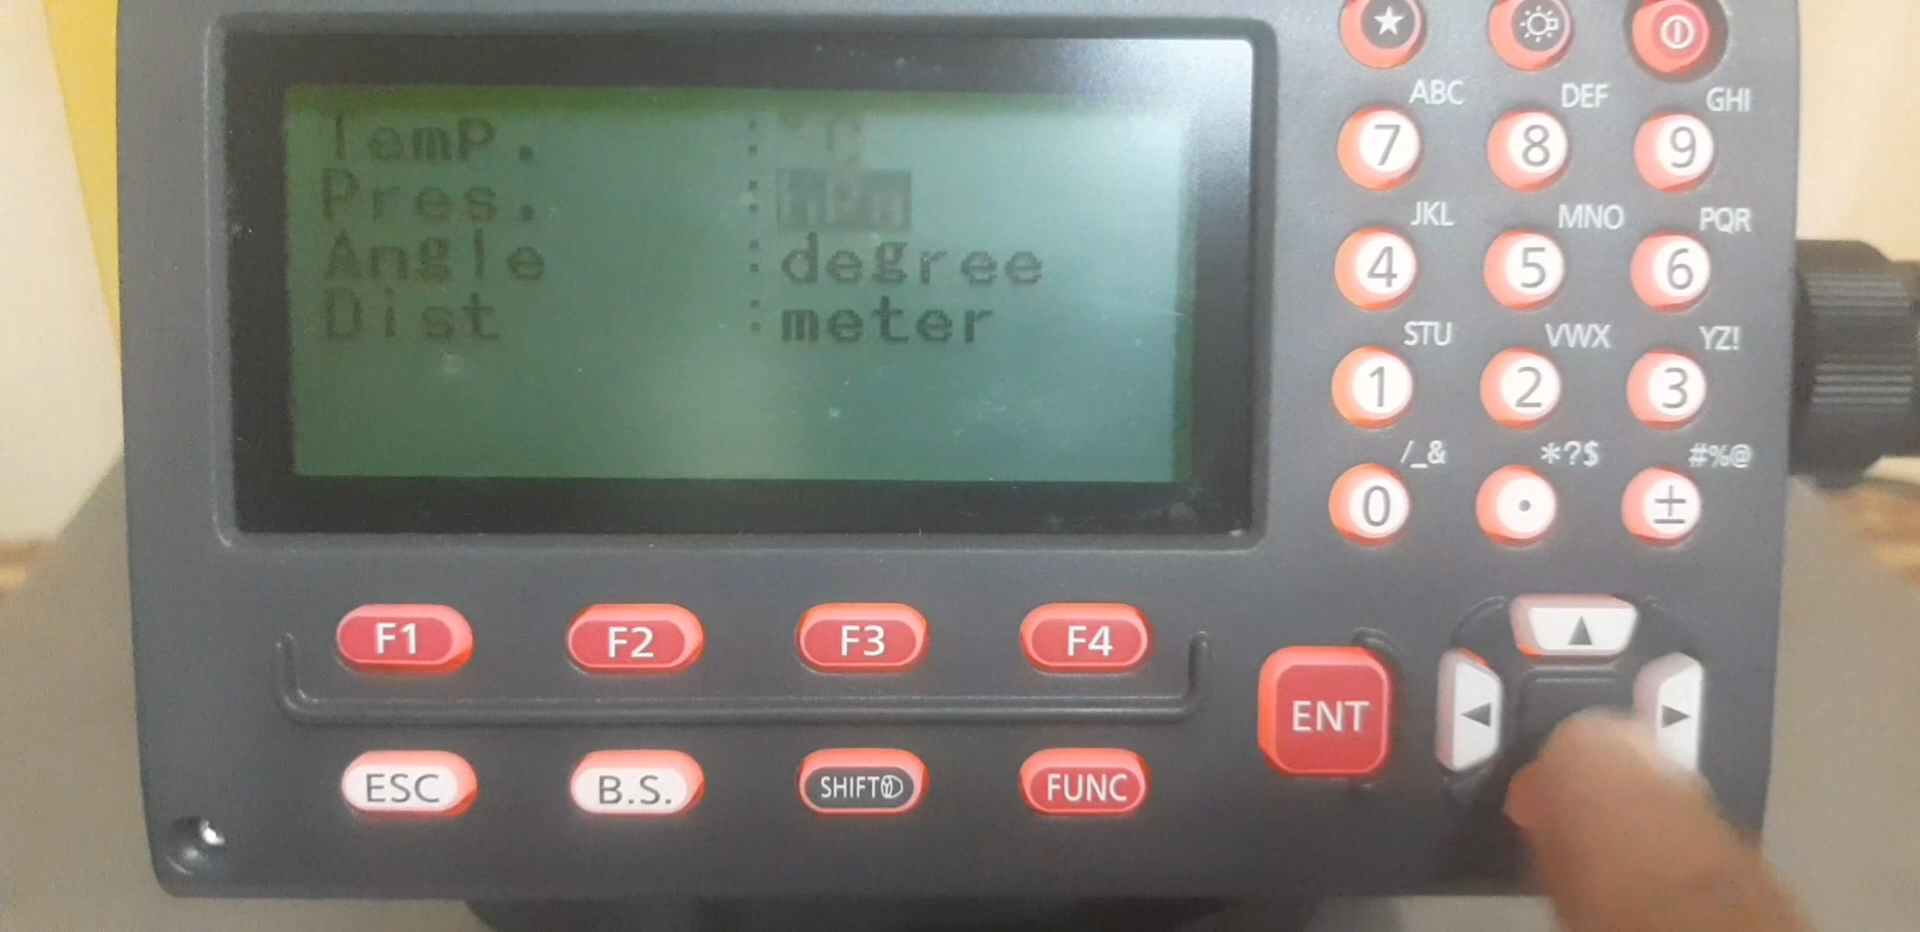 Temp. : °C
Pres. : hPa
Angle : degree
Dist : meter
ABC DEF GHI
7 8 9
JKL MNO PQR
4 5 6
STU VWX YZ!
1 2 3
/_& *?$ #%@
0 . ±
F1 F2 F3 F4
ENT
ESC B.S. SHIFT FUNC